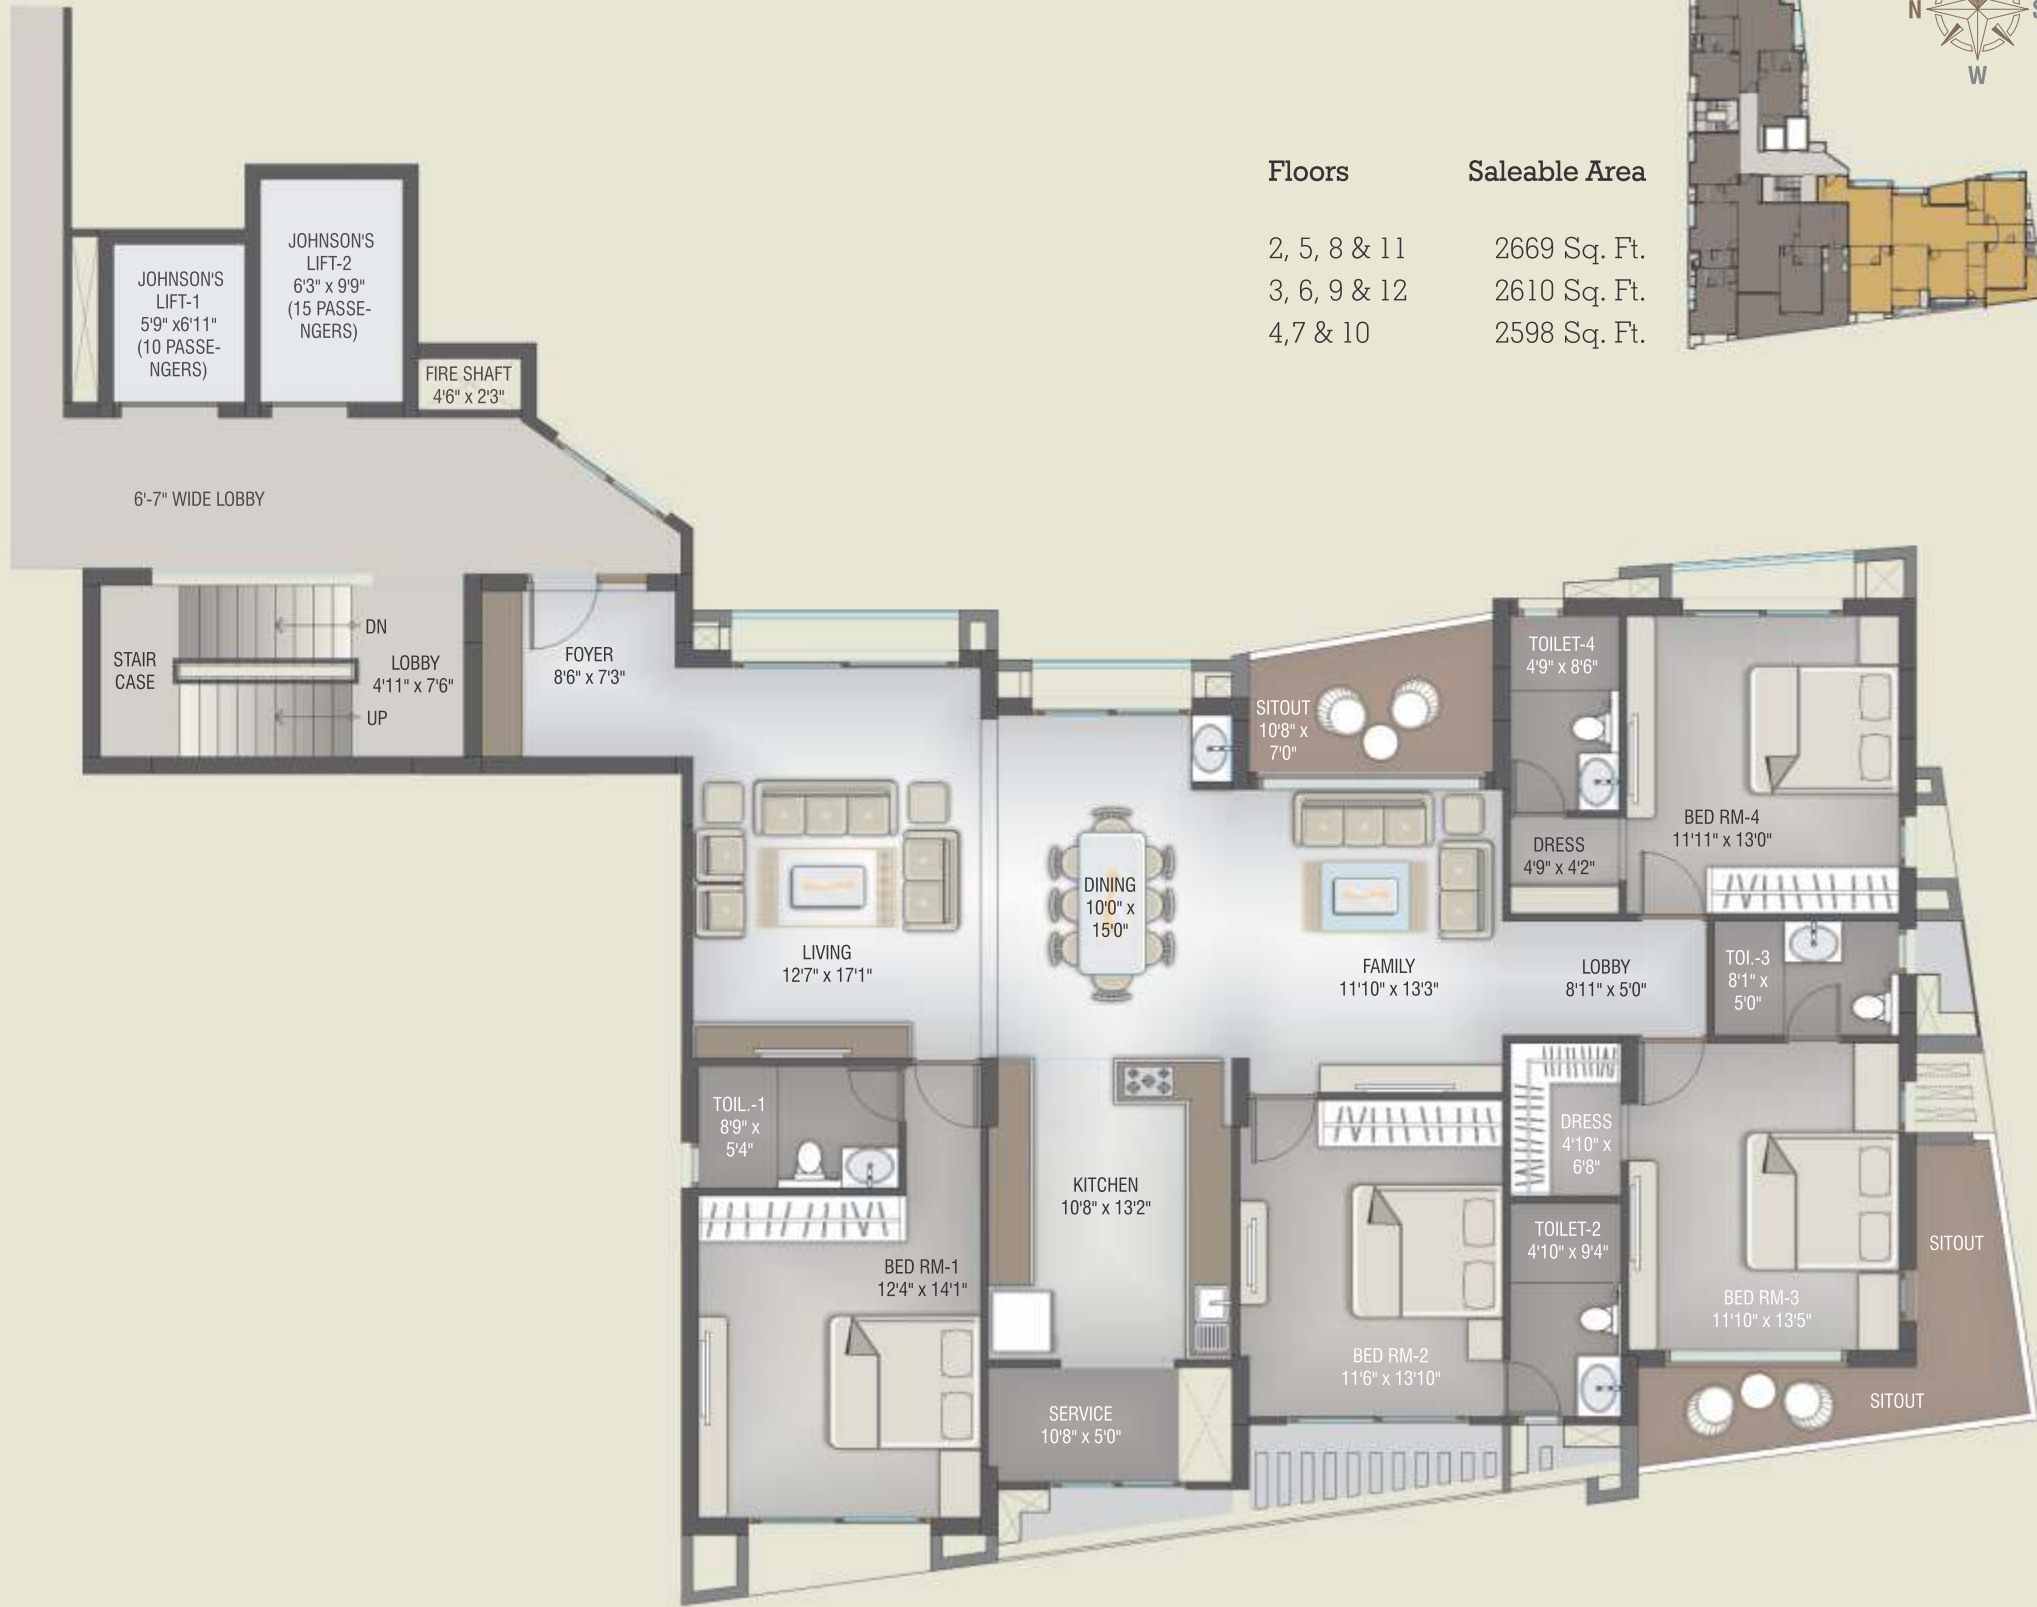 N
S
W
Floors Saleable Area
2, 5, 8 & 11 2669 Sq. Ft.
3, 6, 9 & 12 2610 Sq. Ft.
4,7 & 10 2598 Sq. Ft.
JOHNSON'S
LIFT-1
5'9" x6'11"
(10 PASSE-
NGERS)
JOHNSON'S
LIFT-2
6'3" x 9'9"
(15 PASSE-
NGERS)
FIRE SHAFT
4'6" x 2'3"
6'-7" WIDE LOBBY
STAIR
CASE
DN
UP
LOBBY
4'11" x 7'6"
FOYER
8'6" x 7'3"
SITOUT
10'8" x
7'0"
TOILET-4
4'9" x 8'6"
BED RM-4
11'11" x 13'0"
DRESS
4'9" x 4'2"
LIVING
12'7" x 17'1"
DINING
10'0" x
15'0"
FAMILY
11'10" x 13'3"
LOBBY
8'11" x 5'0"
TOI.-3
8'1" x
5'0"
TOIL.-1
8'9" x
5'4"
KITCHEN
10'8" x 13'2"
DRESS
4'10" x
6'8"
TOILET-2
4'10" x 9'4"
BED RM-1
12'4" x 14'1"
BED RM-2
11'6" x 13'10"
BED RM-3
11'10" x 13'5"
SITOUT
SITOUT
SERVICE
10'8" x 5'0"